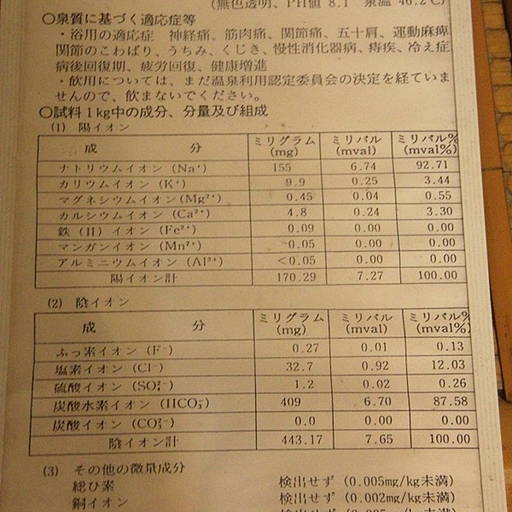 (無色透明、PH値 8.1 泉温 46.2℃)
〇泉質に基づく適応症等
・浴用の適応症 神経痛、筋肉痛、関節痛、五十肩、運動麻痺
関節のこわばり、うちみ、くじき、慢性消化器病、痔疾、冷え症
病後回復期、疲労回復、健康増進
・飲用については、まだ温泉利用認定委員会の決定を経ていま
せんので、飲まないでください。
〇試料1kg中の成分、分量及び組成
(1) 陽イオン
成 分 ミリグラム (mg) ミリバル (mval) ミリバル% (mval%)
ナトリウムイオン (Na⁺) 155 6.74 92.71
カリウムイオン (K⁺) 9.9 0.25 3.44
マグネシウムイオン(Mg²⁺) 0.45 0.04 0.55
カルシウムイオン (Ca²⁺) 4.8 0.24 3.30
鉄 (II) イオン (Fe²⁺) 0.09 0.00 0.00
マンガンイオン (Mn²⁺) 0.05 0.00 0.00
アルミニウムイオン (Al³⁺) <0.05 0.00 0.00
陽イオン計 170.29 7.27 100.00
(2) 陰イオン
成 分 ミリグラム (mg) ミリバル (mval) ミリバル% (mval%)
ふっ素イオン (F⁻) 0.27 0.01 0.13
塩素イオン (Cl⁻) 32.7 0.92 12.03
硫酸イオン (SO₄²⁻) 1.2 0.02 0.26
炭酸水素イオン (HCO₃⁻) 409 6.70 87.58
炭酸イオン (CO₃²⁻) 0.0 0.00 0.00
陰イオン計 443.17 7.65 100.00
(3) その他の微量成分
総ひ素 検出せず (0.005mg/kg未満)
銅イオン 検出せず (0.002mg/kg未満)